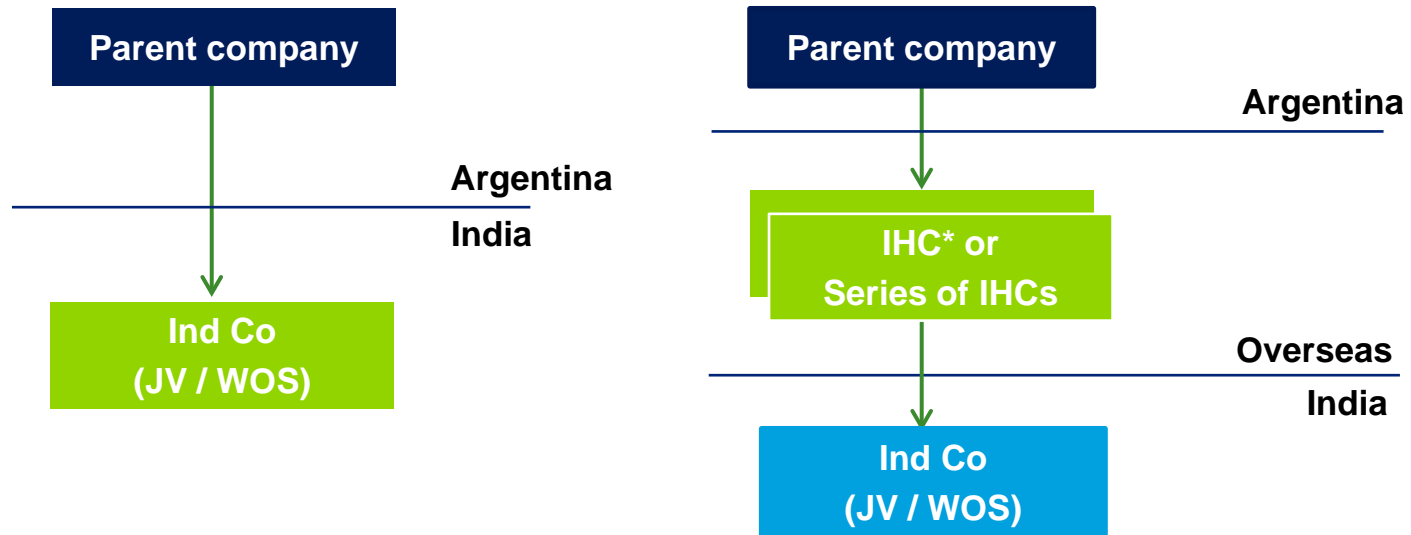 Parent company
Argentina
India
Ind Co
(JV / WOS)
Parent company
Argentina
IHC* or
Series of IHCs
Overseas
India
Ind Co
(JV / WOS)